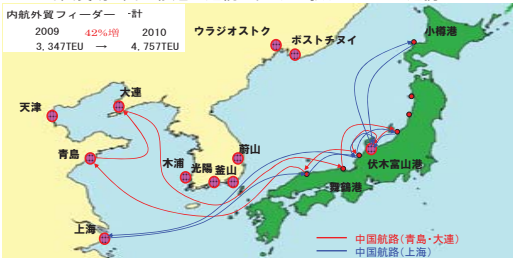 内航外貿フィーダー -計
2009 42%増 2010
3,347TEU → 4,757TEU
ウラジオストク
ボストチヌイ
小樽港
大連
天津
青島
蔚山
木浦 光陽 釜山
伏木富山港
舞鶴港
上海
中国航路(青島・大連)
中国航路(上海)